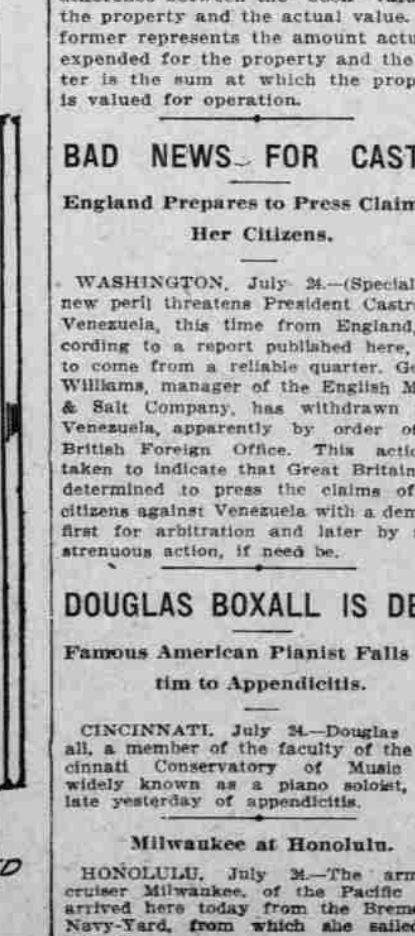 the property and the actual value.
former represents the amount actu
expended for the property and the
ter is the sum at which the prop
is valued for operation.
BAD NEWS FOR CAST
England Prepares to Press Claim
Her Citizens.
WASHINGTON, July 24.—(Special
new peril threatens President Castr
Venezuela, this time from England,
cording to a report published here,
to come from a reliable quarter. Ge
Williams, manager of the English M
& Salt Company, has withdrawn
Venezuela, apparently by order of
British Foreign Office. This actio
taken to indicate that Great Britain
determined to press the claims of
citizens against Venezuela with a dem
first for arbitration and later by
strenuous action, if need be.
DOUGLAS BOXALL IS DE
Famous American Pianist Falls
tim to Appendicitis.
CINCINNATI, July 24.—Douglas
all, a member of the faculty of the
cinnati Conservatory of Music
widely known as a piano soloist,
late yesterday of appendicitis.
Milwaukee at Honolulu.
HONOLULU, July 24.—The arm
cruiser Milwaukee, of the Pacific
arrived here today from the Breme
Navy-Yard, from which she sailed